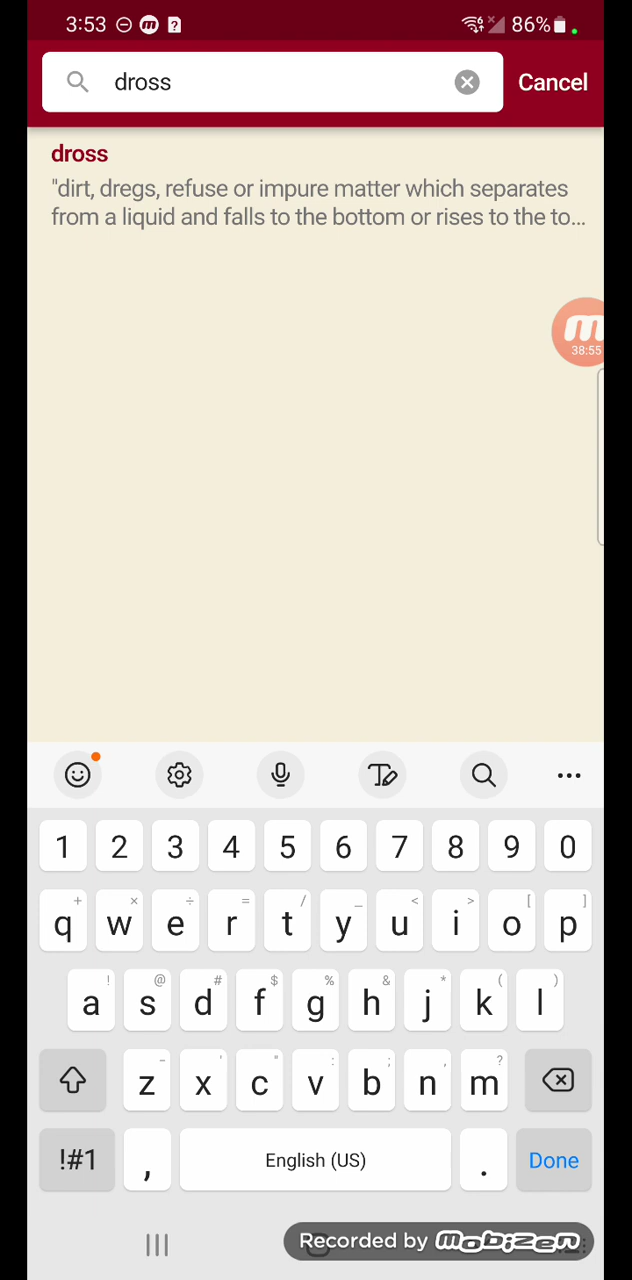 3:53 86%
dross Cancel
dross
"dirt, dregs, refuse or impure matter which separates
from a liquid and falls to the bottom or rises to the to...
m
38:55
1 2 3 4 5 6 7 8 9 0
+ × ÷ = / _ < > [ ]
q w e r t y u i o p
! @ # $ % & * ( )
a s d f g h j k l
- ' " : ; , ?
z x c v b n m
!#1 , English (US) . Done
Recorded by mobizen